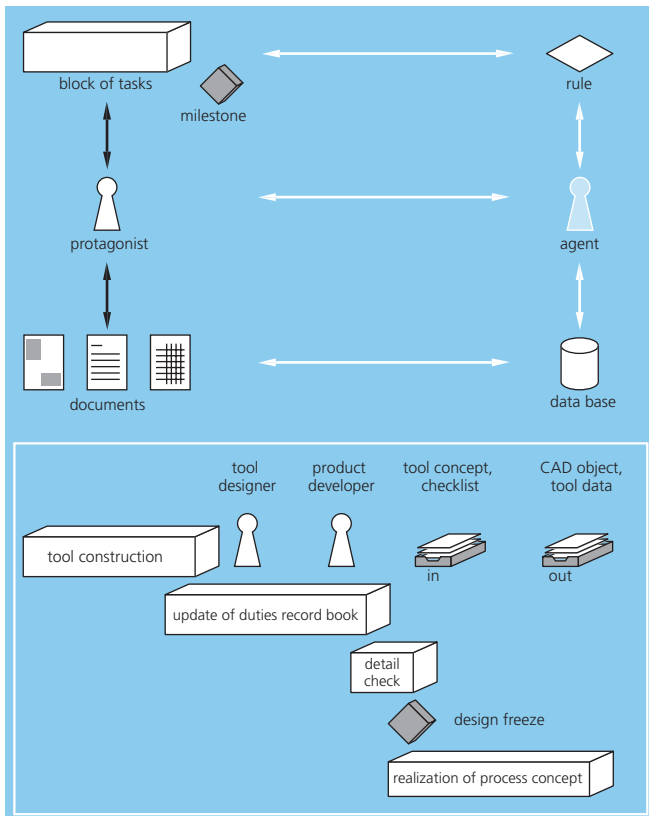 block of tasks
rule
milestone
protagonist
agent
documents
data base
tool
designer
product
developer
tool concept,
checklist
CAD object,
tool data
tool construction
in
out
update of duties record book
detail
check
design freeze
realization of process concept